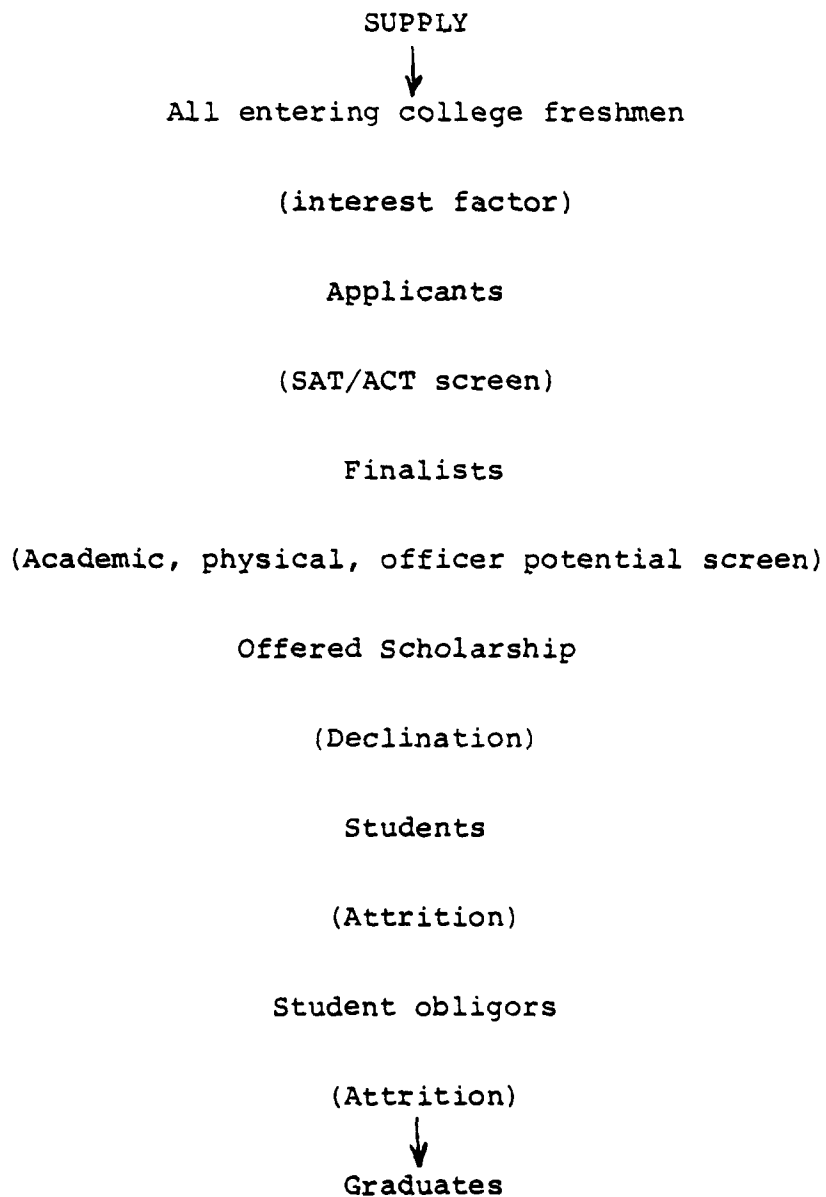 SUPPLY
All entering college freshmen
(interest factor)
Applicants
(SAT/ACT screen)
Finalists
(Academic, physical, officer potential screen)
Offered Scholarship
(Declination)
Students
(Attrition)
Student obligors
(Attrition)
Graduates